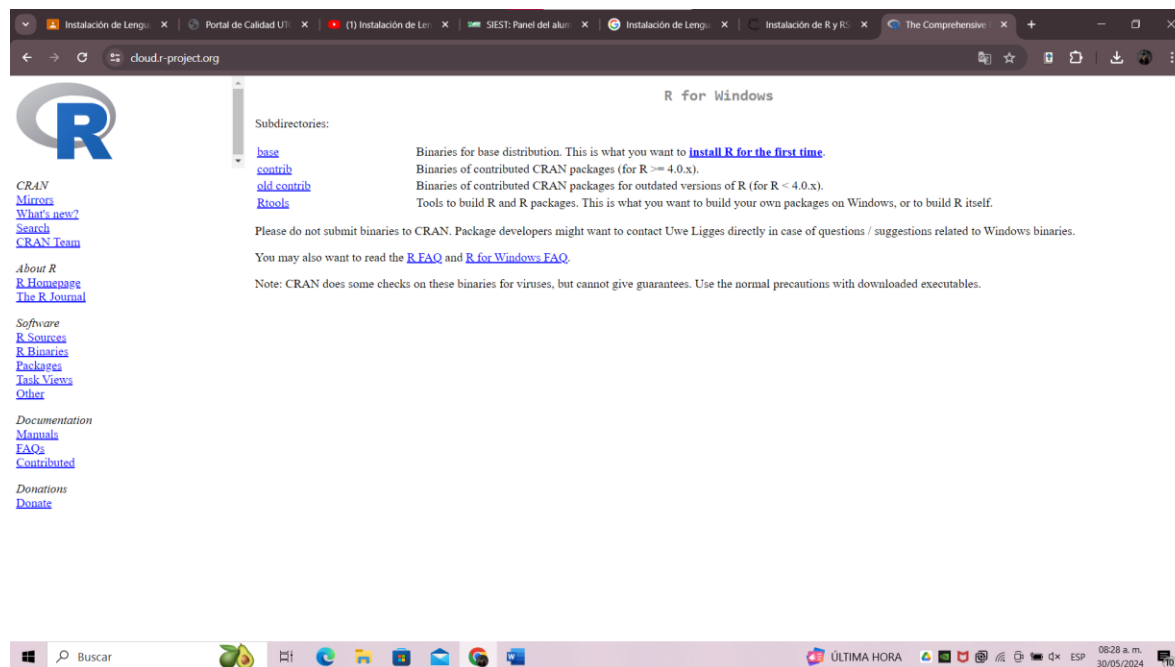 Instalación de Lengu
Portal de Calidad UT
(1) Instalación de Len
SIEST: Panel del alum
Instalación de Lengu
Instalación de R y RS
The Comprehensive
cloud.r-project.org
R
R for Windows
Subdirectories:
base Binaries for base distribution. This is what you want to install R for the first time.
contrib Binaries of contributed CRAN packages (for R >= 4.0.x).
old contrib Binaries of contributed CRAN packages for outdated versions of R (for R < 4.0.x).
Rtools Tools to build R and R packages. This is what you want to build your own packages on Windows, or to build R itself.
Please do not submit binaries to CRAN. Package developers might want to contact Uwe Ligges directly in case of questions / suggestions related to Windows binaries.
You may also want to read the R FAQ and R for Windows FAQ.
Note: CRAN does some checks on these binaries for viruses, but cannot give guarantees. Use the normal precautions with downloaded executables.
CRAN
Mirrors
What's new?
Search
CRAN Team
About R
R Homepage
The R Journal
Software
R Sources
R Binaries
Packages
Task Views
Other
Documentation
Manuals
FAQs
Contributed
Donations
Donate
Buscar
ÚLTIMA HORA
ESP
08:28 a. m.
30/05/2024